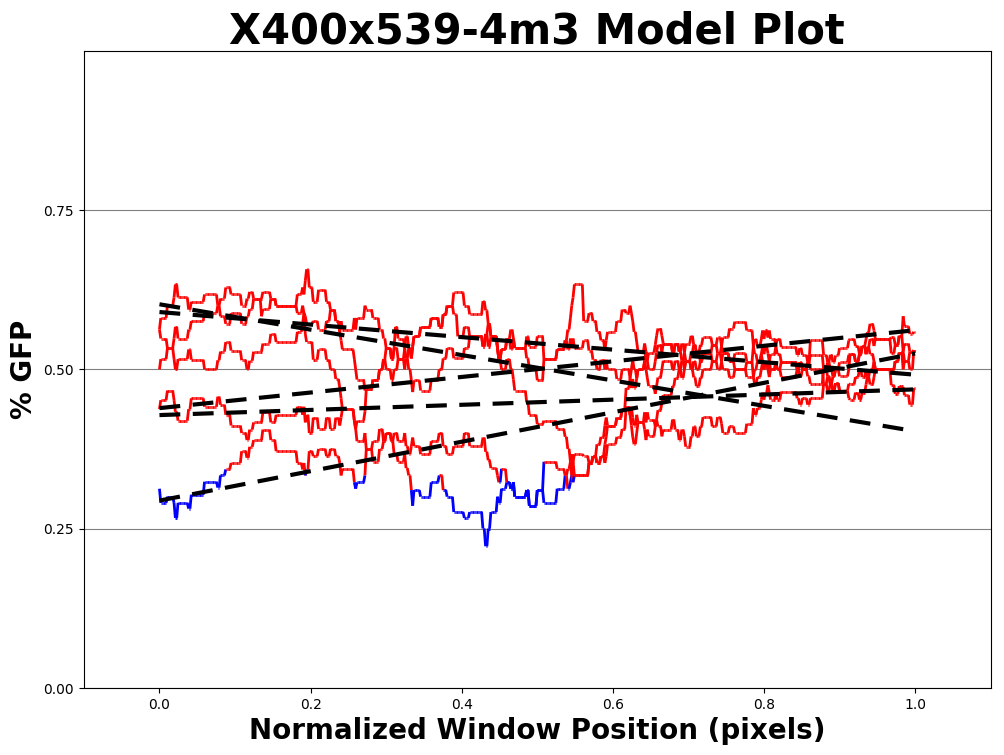 X400x539-4m3 Model Plot
% GFP
0.75
0.50
0.25
0.00
0.0 0.2 0.4 0.6 0.8 1.0
Normalized Window Position (pixels)